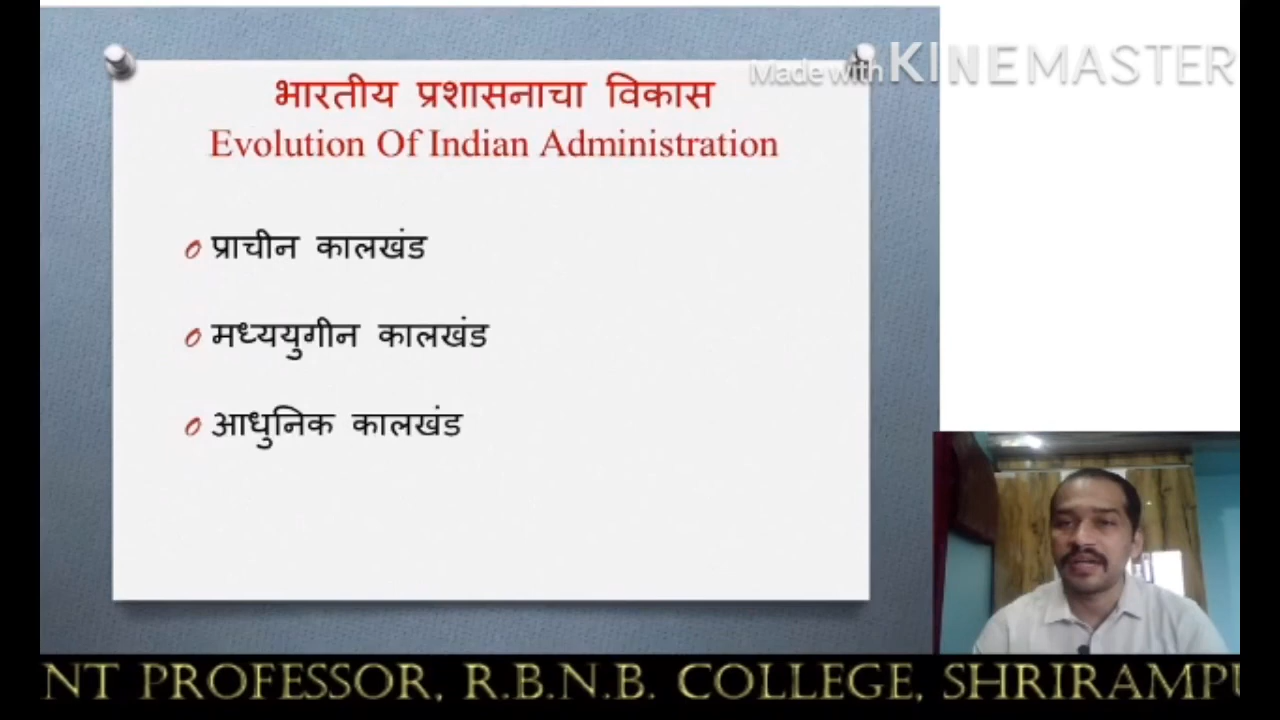 Made with KINEMASTER
भारतीय प्रशासनाचा विकास
Evolution Of Indian Administration
प्राचीन कालखंड
मध्ययुगीन कालखंड
आधुनिक कालखंड
NT PROFESSOR, R.B.N.B. COLLEGE, SHRIRAMPU